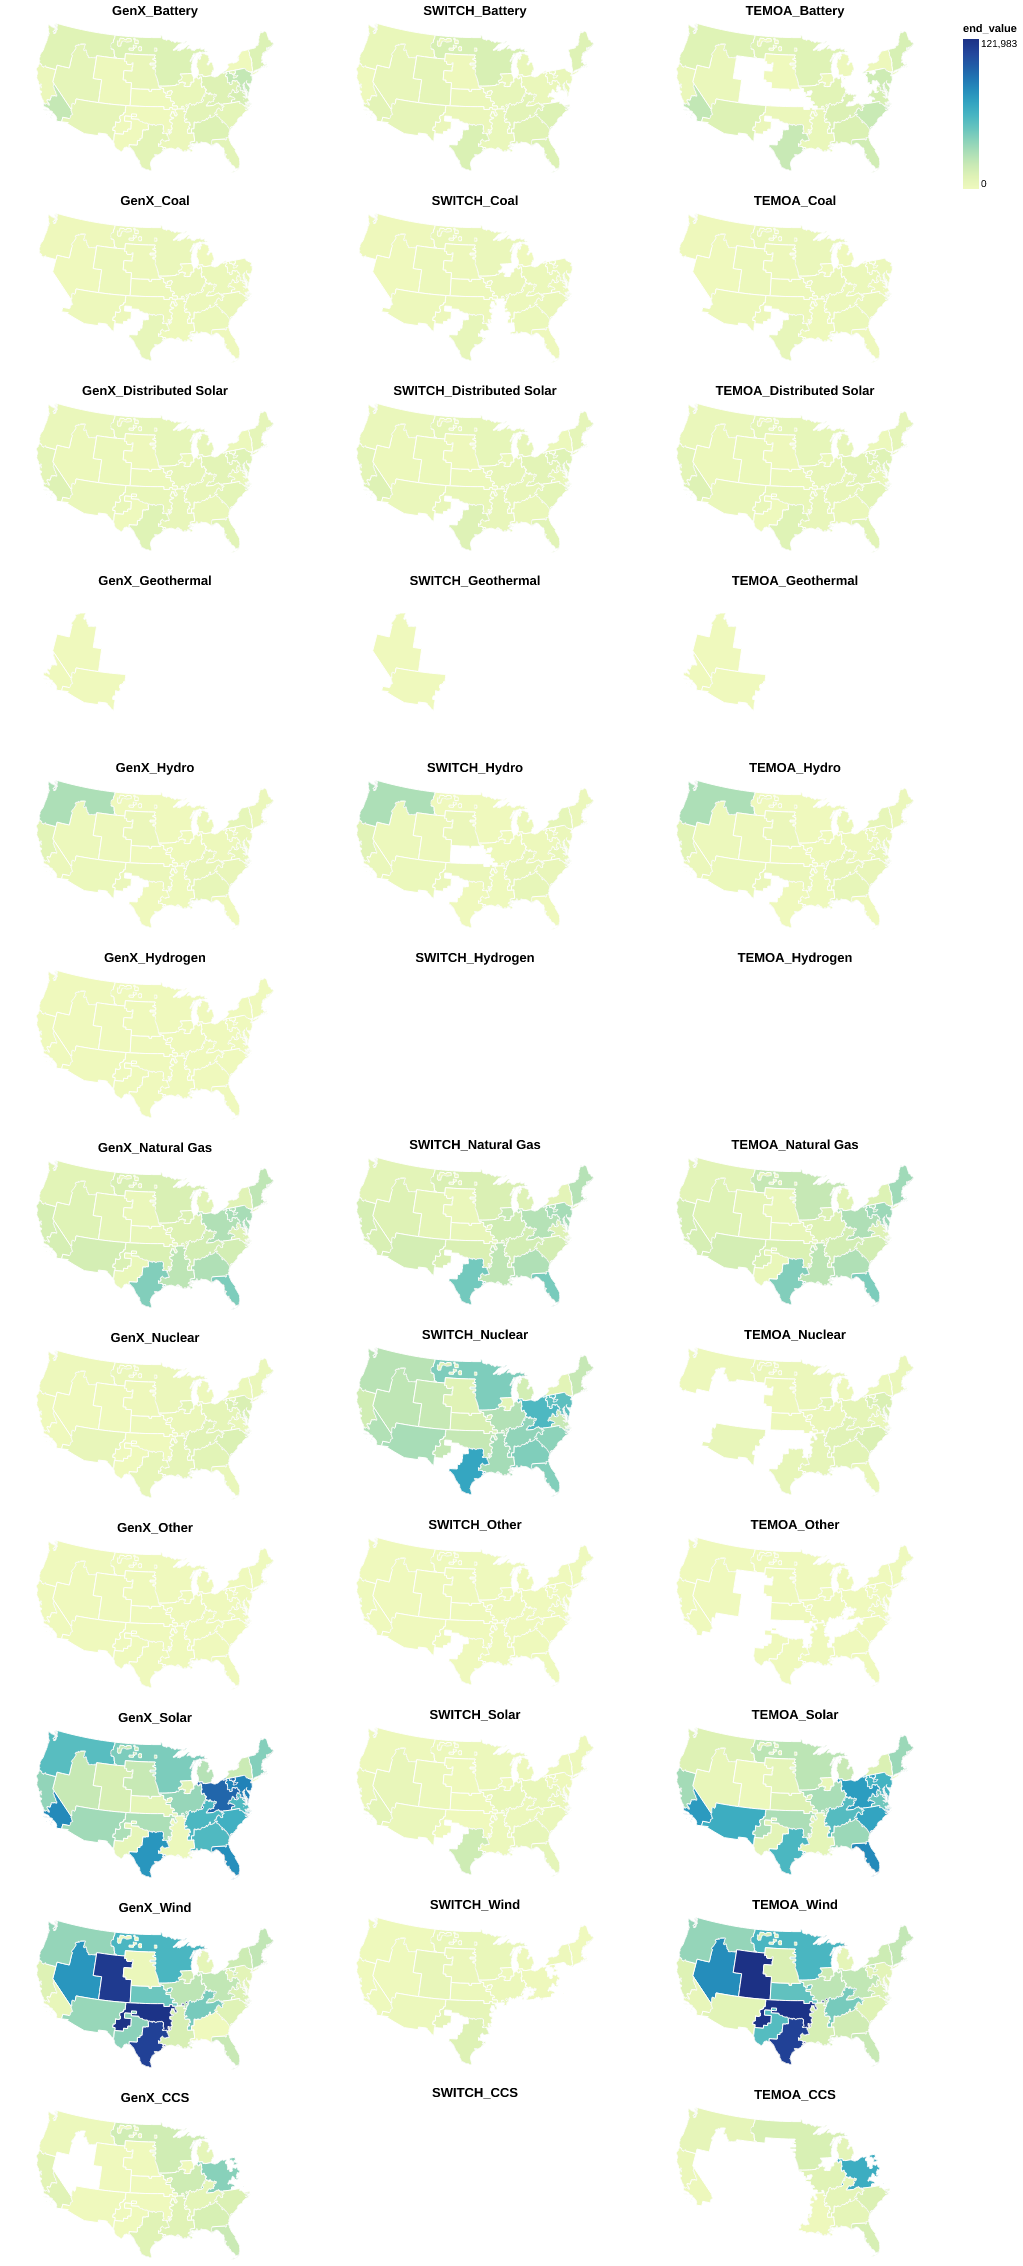 GenX_Battery SWITCH_Battery TEMOA_Battery
end_value
121,983
0
GenX_Coal SWITCH_Coal TEMOA_Coal
GenX_Distributed Solar SWITCH_Distributed Solar TEMOA_Distributed Solar
GenX_Geothermal SWITCH_Geothermal TEMOA_Geothermal
GenX_Hydro SWITCH_Hydro TEMOA_Hydro
GenX_Hydrogen SWITCH_Hydrogen TEMOA_Hydrogen
GenX_Natural Gas SWITCH_Natural Gas TEMOA_Natural Gas
GenX_Nuclear SWITCH_Nuclear TEMOA_Nuclear
GenX_Other SWITCH_Other TEMOA_Other
GenX_Solar SWITCH_Solar TEMOA_Solar
GenX_Wind SWITCH_Wind TEMOA_Wind
GenX_CCS SWITCH_CCS TEMOA_CCS